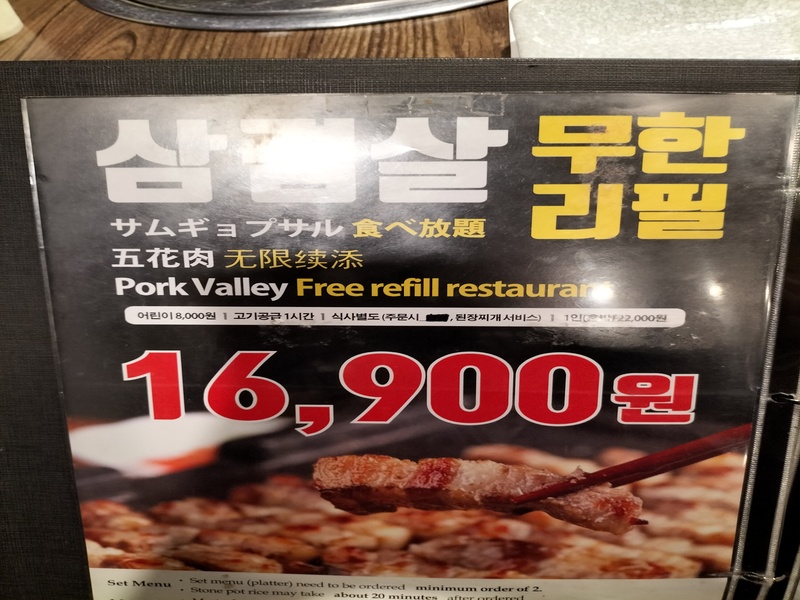 삼겹살 무한
리필
サムギョプサル 食べ放題
五花肉 无限续添
Pork Valley Free refill restaurant
어린이 8,000원 | 고기공급 1시간 | 식사별도 (주문시 , 된장찌개 서비스) | 1인 22,000원
16,900원
Set Menu • Set menu (platter) need to be ordered minimum order of 2.
• Stone pot rice may take about 20 minutes after ordered